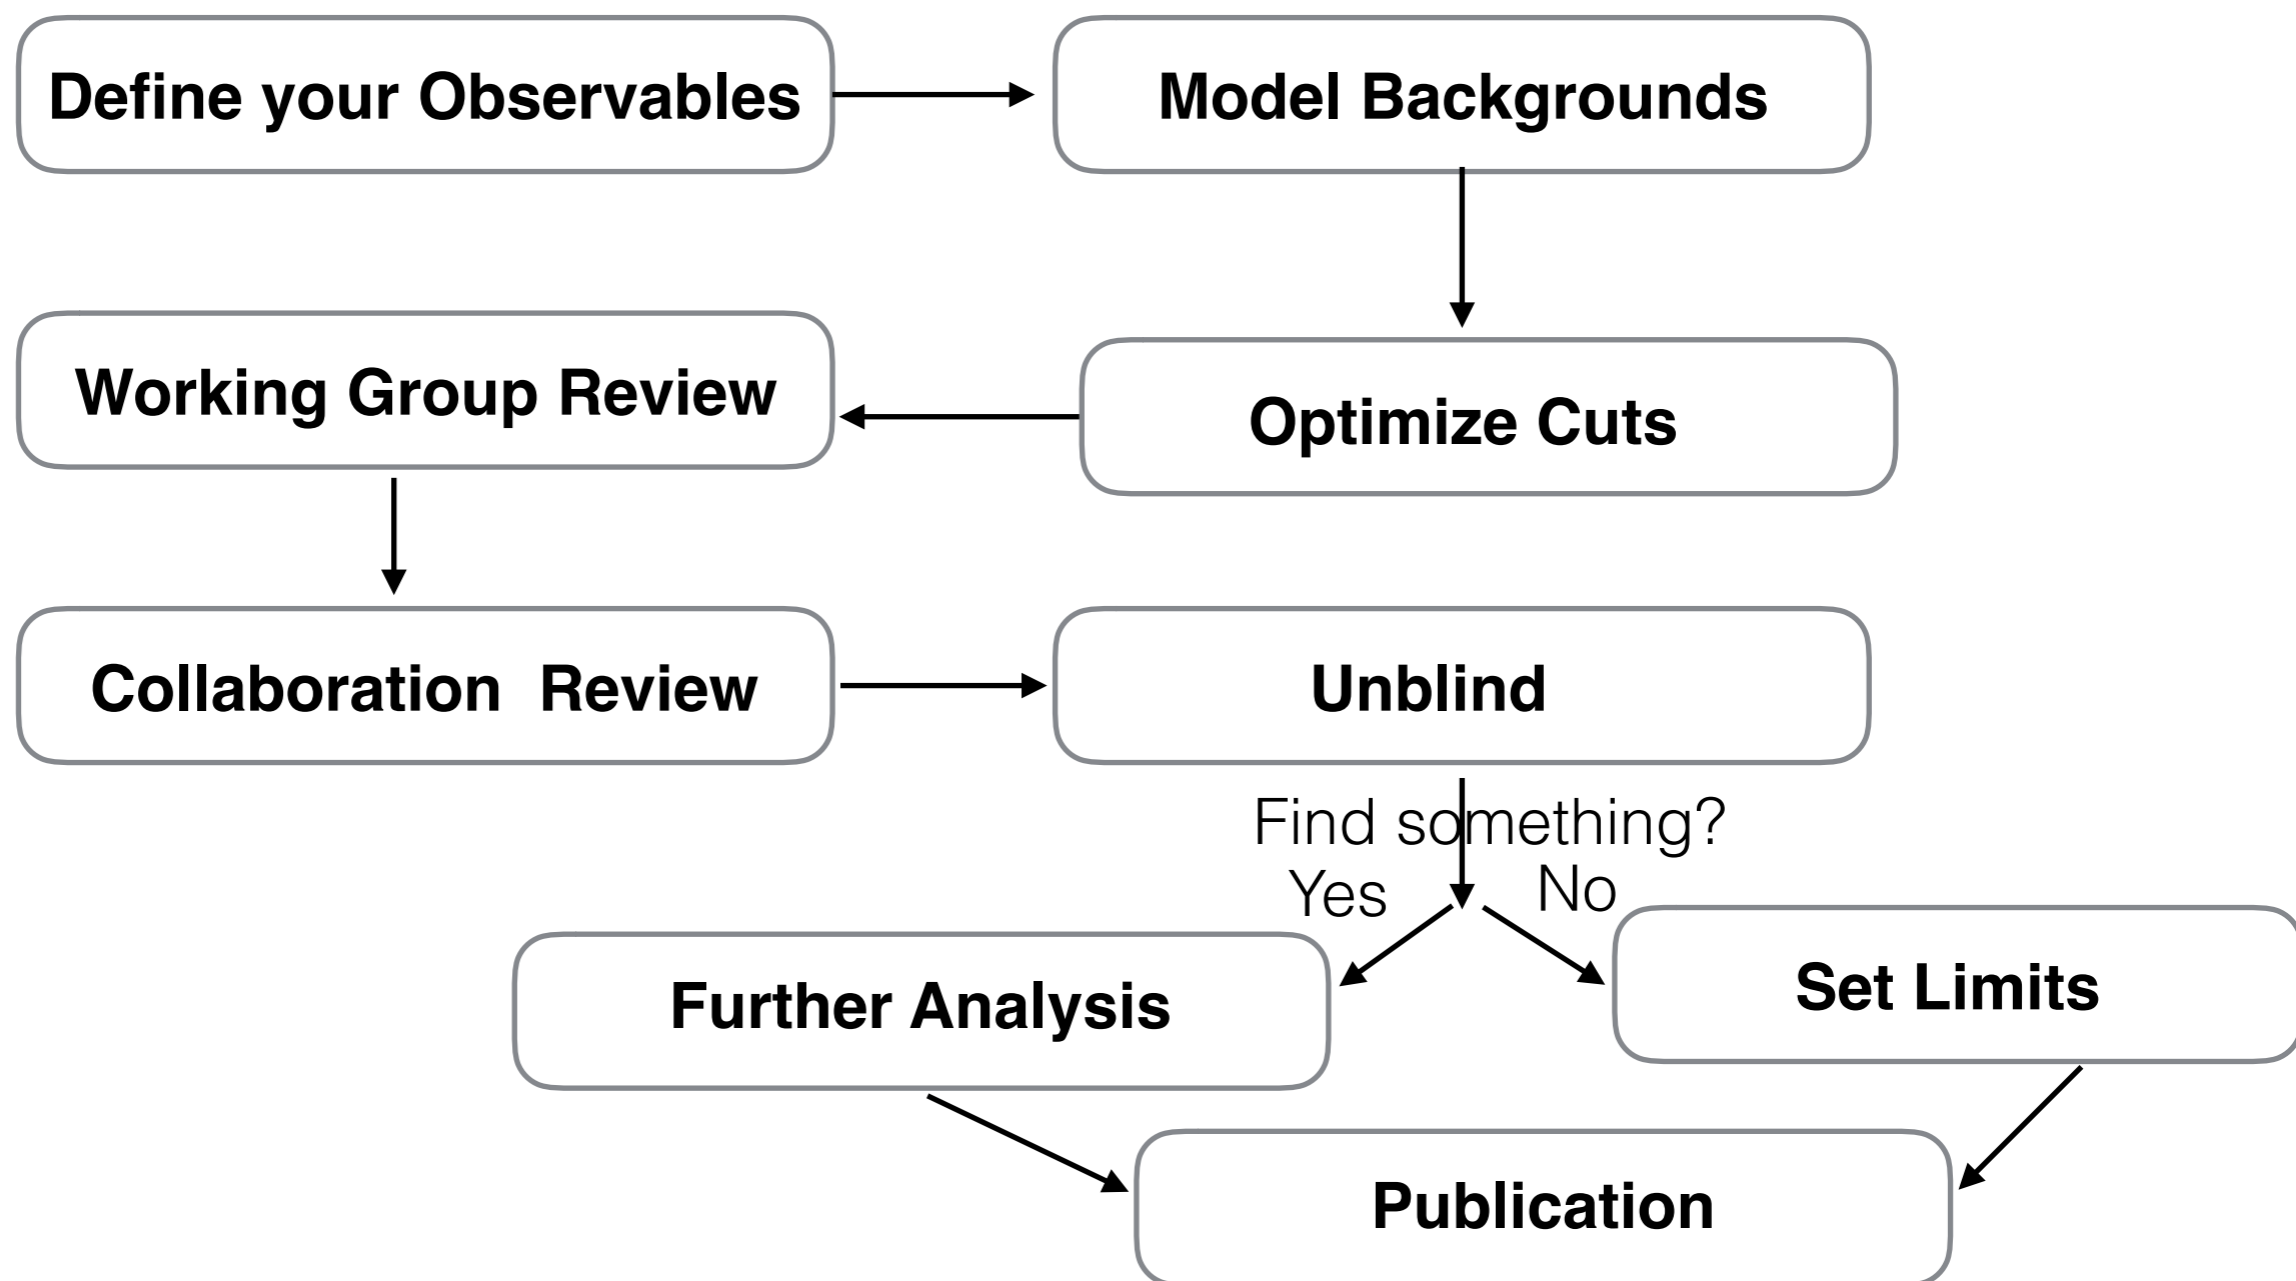 Define your Observables
Model Backgrounds
Working Group Review
Optimize Cuts
Collaboration  Review
Unblind
Find something?
Yes
No
Further Analysis
Set Limits
Publication